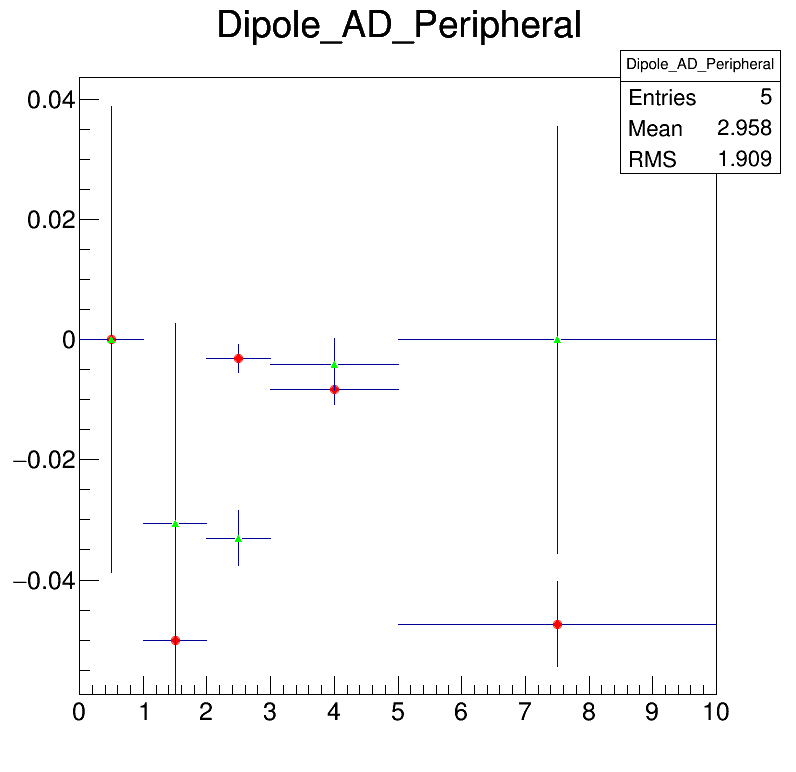 Dipole_AD_Peripheral
Dipole_AD_Peripheral
Entries 5
Mean 2.958
RMS 1.909
0.04
0.02
0
−0.02
−0.04
0 1 2 3 4 5 6 7 8 9 10